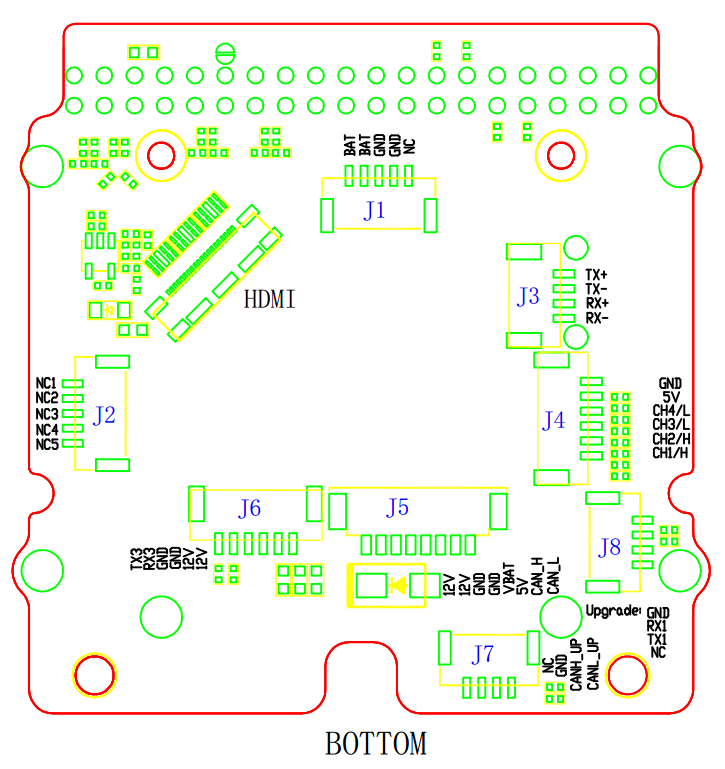 BAT
BAT
GND
GND
NC
J1
TX+
TX-
RX+
RX-
J3
HDMI
NC1
NC2
NC3
NC4
NC5
J2
J4
GND
5V
CH4/L
CH3/L
CH2/H
CH1/H
J6
J5
TX3
RX3
GND
GND
12V
12V
12V
12V
GND
GND
VBAT
5V
CAN_H
CAN_L
J8
Upgrade:
GND
RX1
TX1
NC
J7
NC
GND
CANH_UP
CANL_UP
BOTTOM